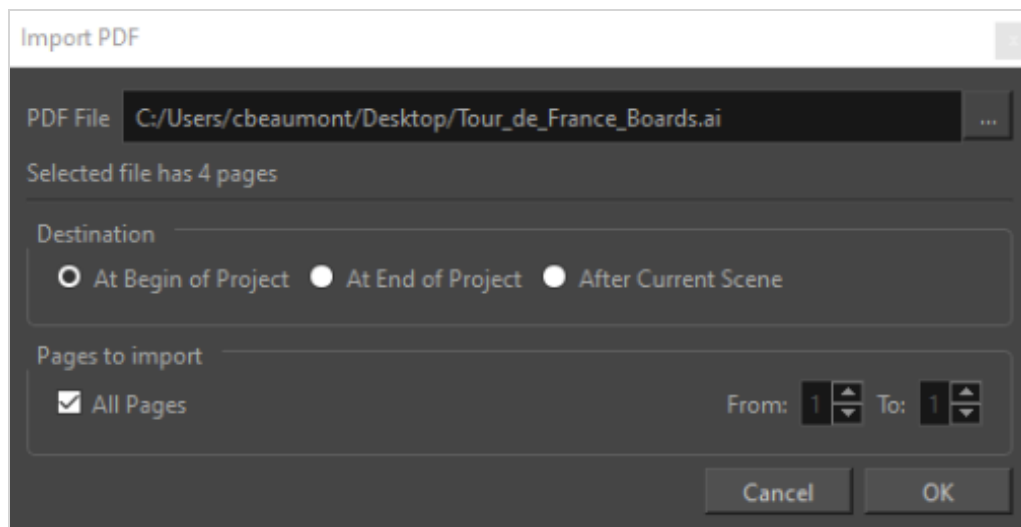 Import PDF
PDF File C:/Users/cbeaumont/Desktop/Tour_de_France_Boards.ai ...
Selected file has 4 pages
Destination
At Begin of Project At End of Project After Current Scene
Pages to import
All Pages From: 1 To: 1
Cancel OK